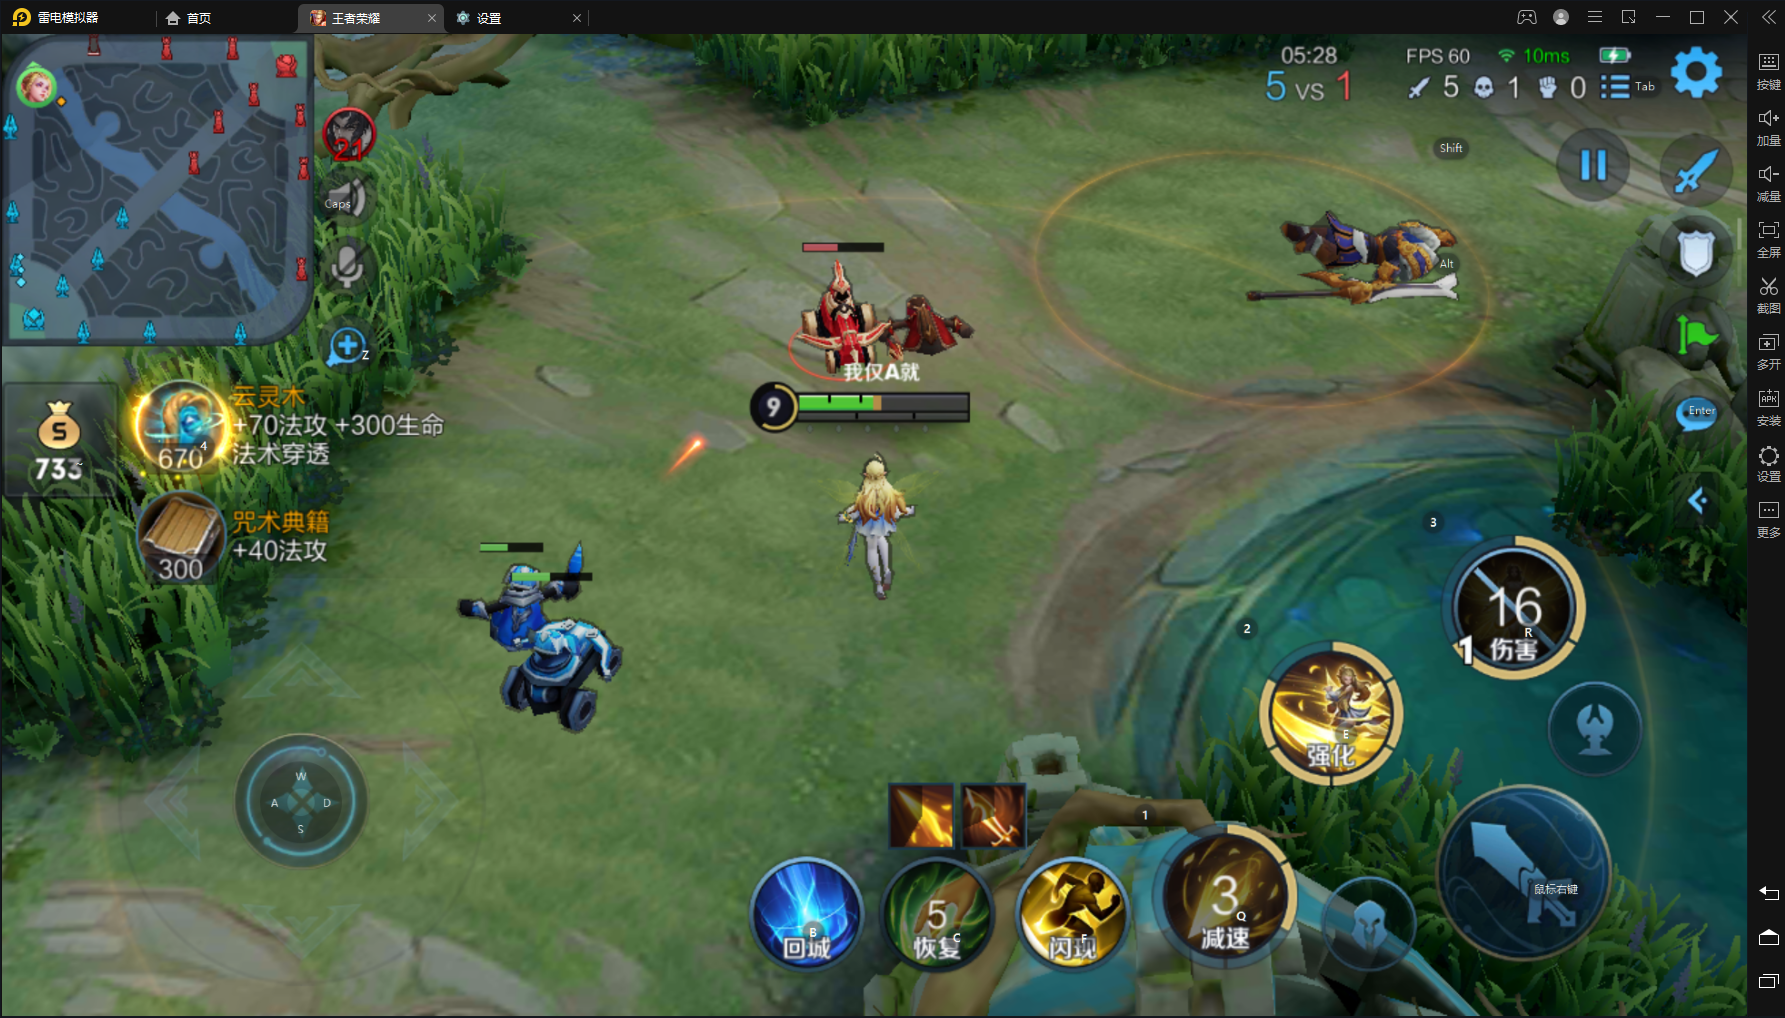 雷电模拟器
首页
王者荣耀
设置
05:28
FPS 60
10ms
5 vs 1
5
1
0
Tab
按键
加量
减量
全屏
截图
多开
安装
设置
更多
21
Caps
Shift
Alt
Z
Enter
733
云灵木
+70法攻 +300生命
法术穿透
670
4
咒术典籍
+40法攻
300
我仅A就
9
3
16
R
1
伤害
2
E
强化
W
A
D
S
1
3
Q
减速
B
回城
5
C
恢复
F
闪现
鼠标右键
APK